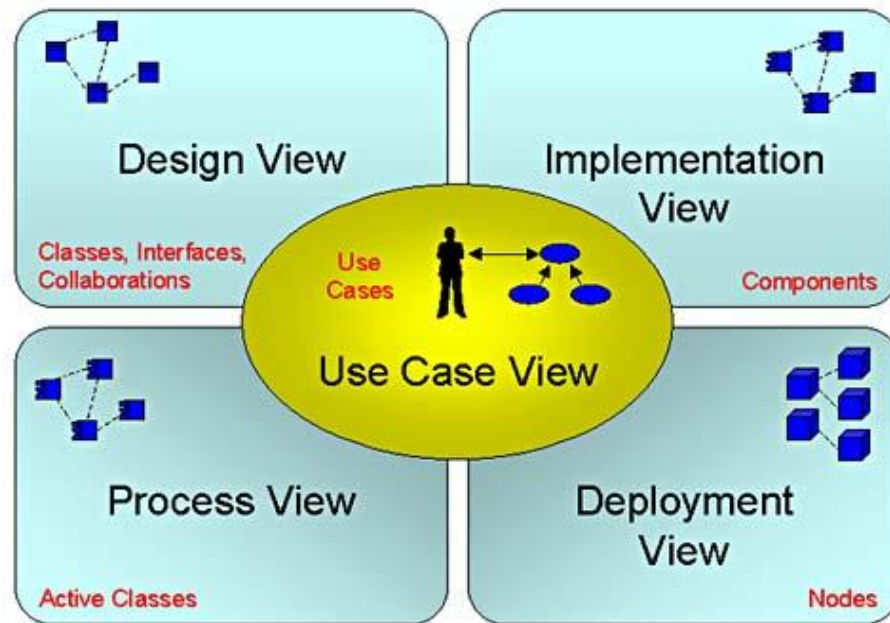 Design View
Classes, Interfaces,
Collaborations
Implementation
View
Components
Use
Cases
Use Case View
Process View
Active Classes
Deployment
View
Nodes